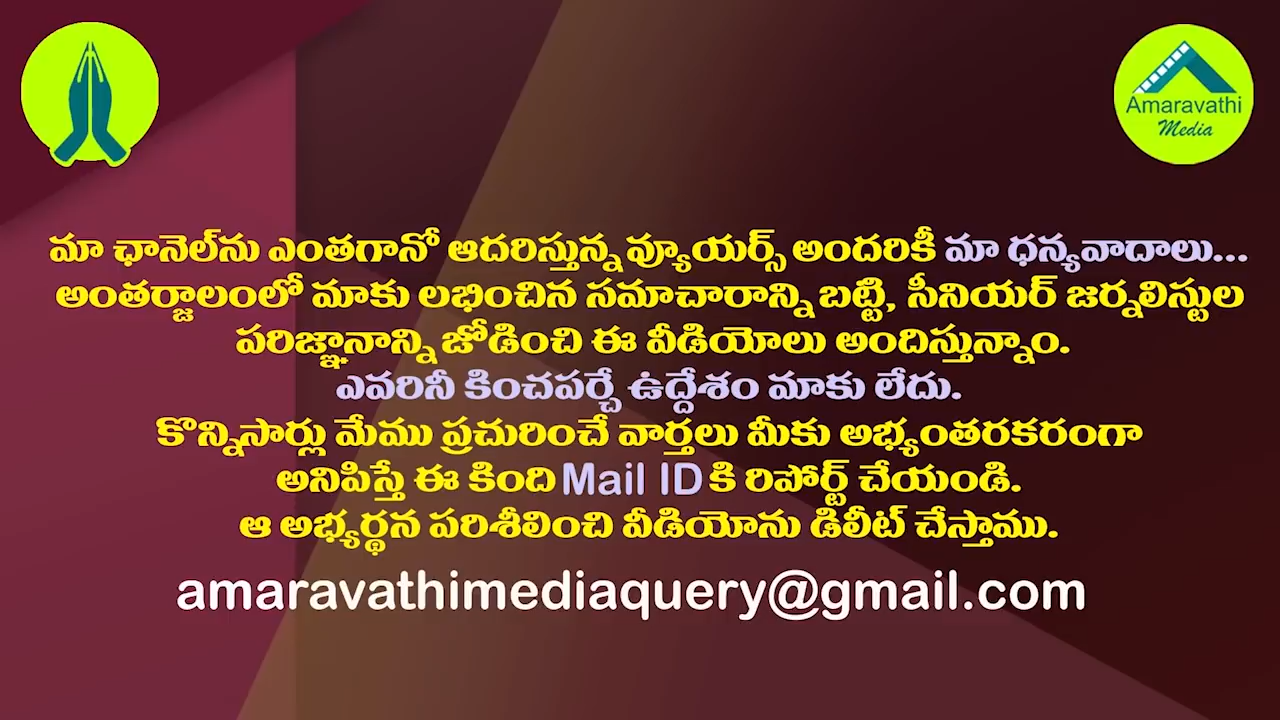 Amaravathi
Media
మా ఛానెల్‌ను ఎంతగానో ఆదరిస్తున్న వ్యూయర్స్ అందరికీ మా ధన్యవాదాలు...
అంతర్జాలంలో మాకు లభించిన సమాచారాన్ని బట్టి, సీనియర్ జర్నలిస్టుల
పరిజ్ఞానాన్ని జోడించి ఈ వీడియోలు అందిస్తున్నాం.
ఎవరినీ కించపర్చే ఉద్దేశం మాకు లేదు.
కొన్నిసార్లు మేము ప్రచురించే వార్తలు మీకు అభ్యంతరకరంగా
అనిపిస్తే ఈ కింది Mail ID కి రిపోర్ట్ చేయండి.
ఆ అభ్యర్థన పరిశీలించి వీడియోను డిలీట్ చేస్తాము.
amaravathimediaquery@gmail.com